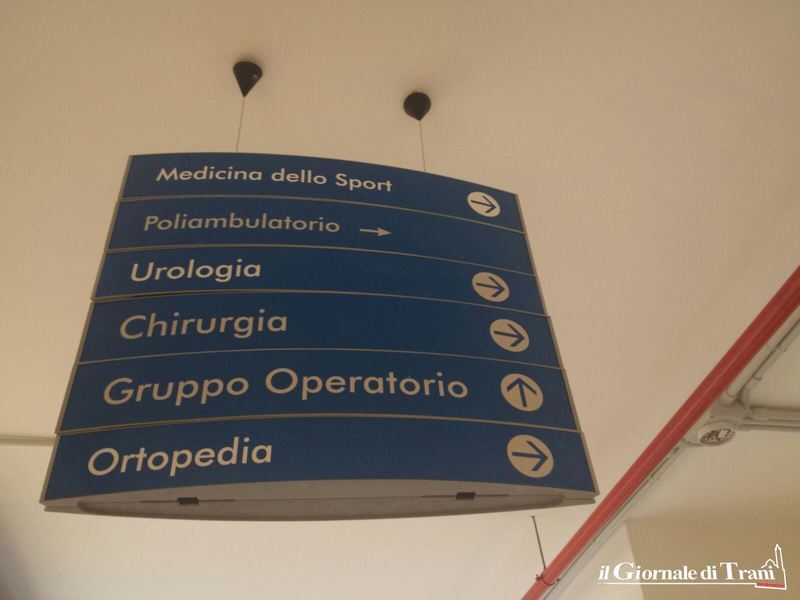 Medicina dello Sport
Poliambulatorio
Urologia
Chirurgia
Gruppo Operatorio
Ortopedia
il Giornale di Trani